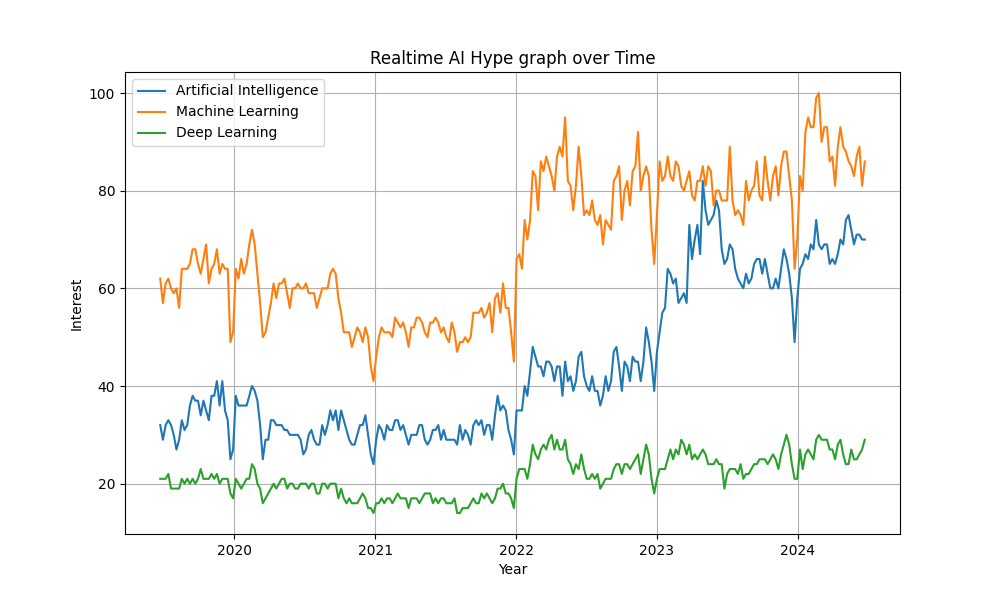 Realtime AI Hype graph over Time
Artificial Intelligence
Machine Learning
Deep Learning
100
80
60
40
20
Interest
2020 2021 2022 2023 2024
Year